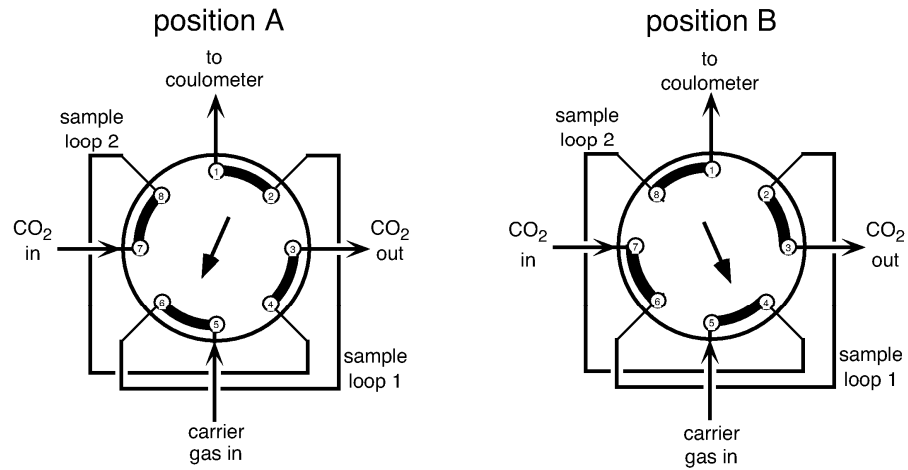 position A
to
coulometer
sample
loop 2
1
2
8
CO2
in
7
3
CO2
out
6
5
4
sample
loop 1
carrier
gas in
position B
to
coulometer
sample
loop 2
1
2
8
CO2
in
7
3
CO2
out
6
5
4
sample
loop 1
carrier
gas in